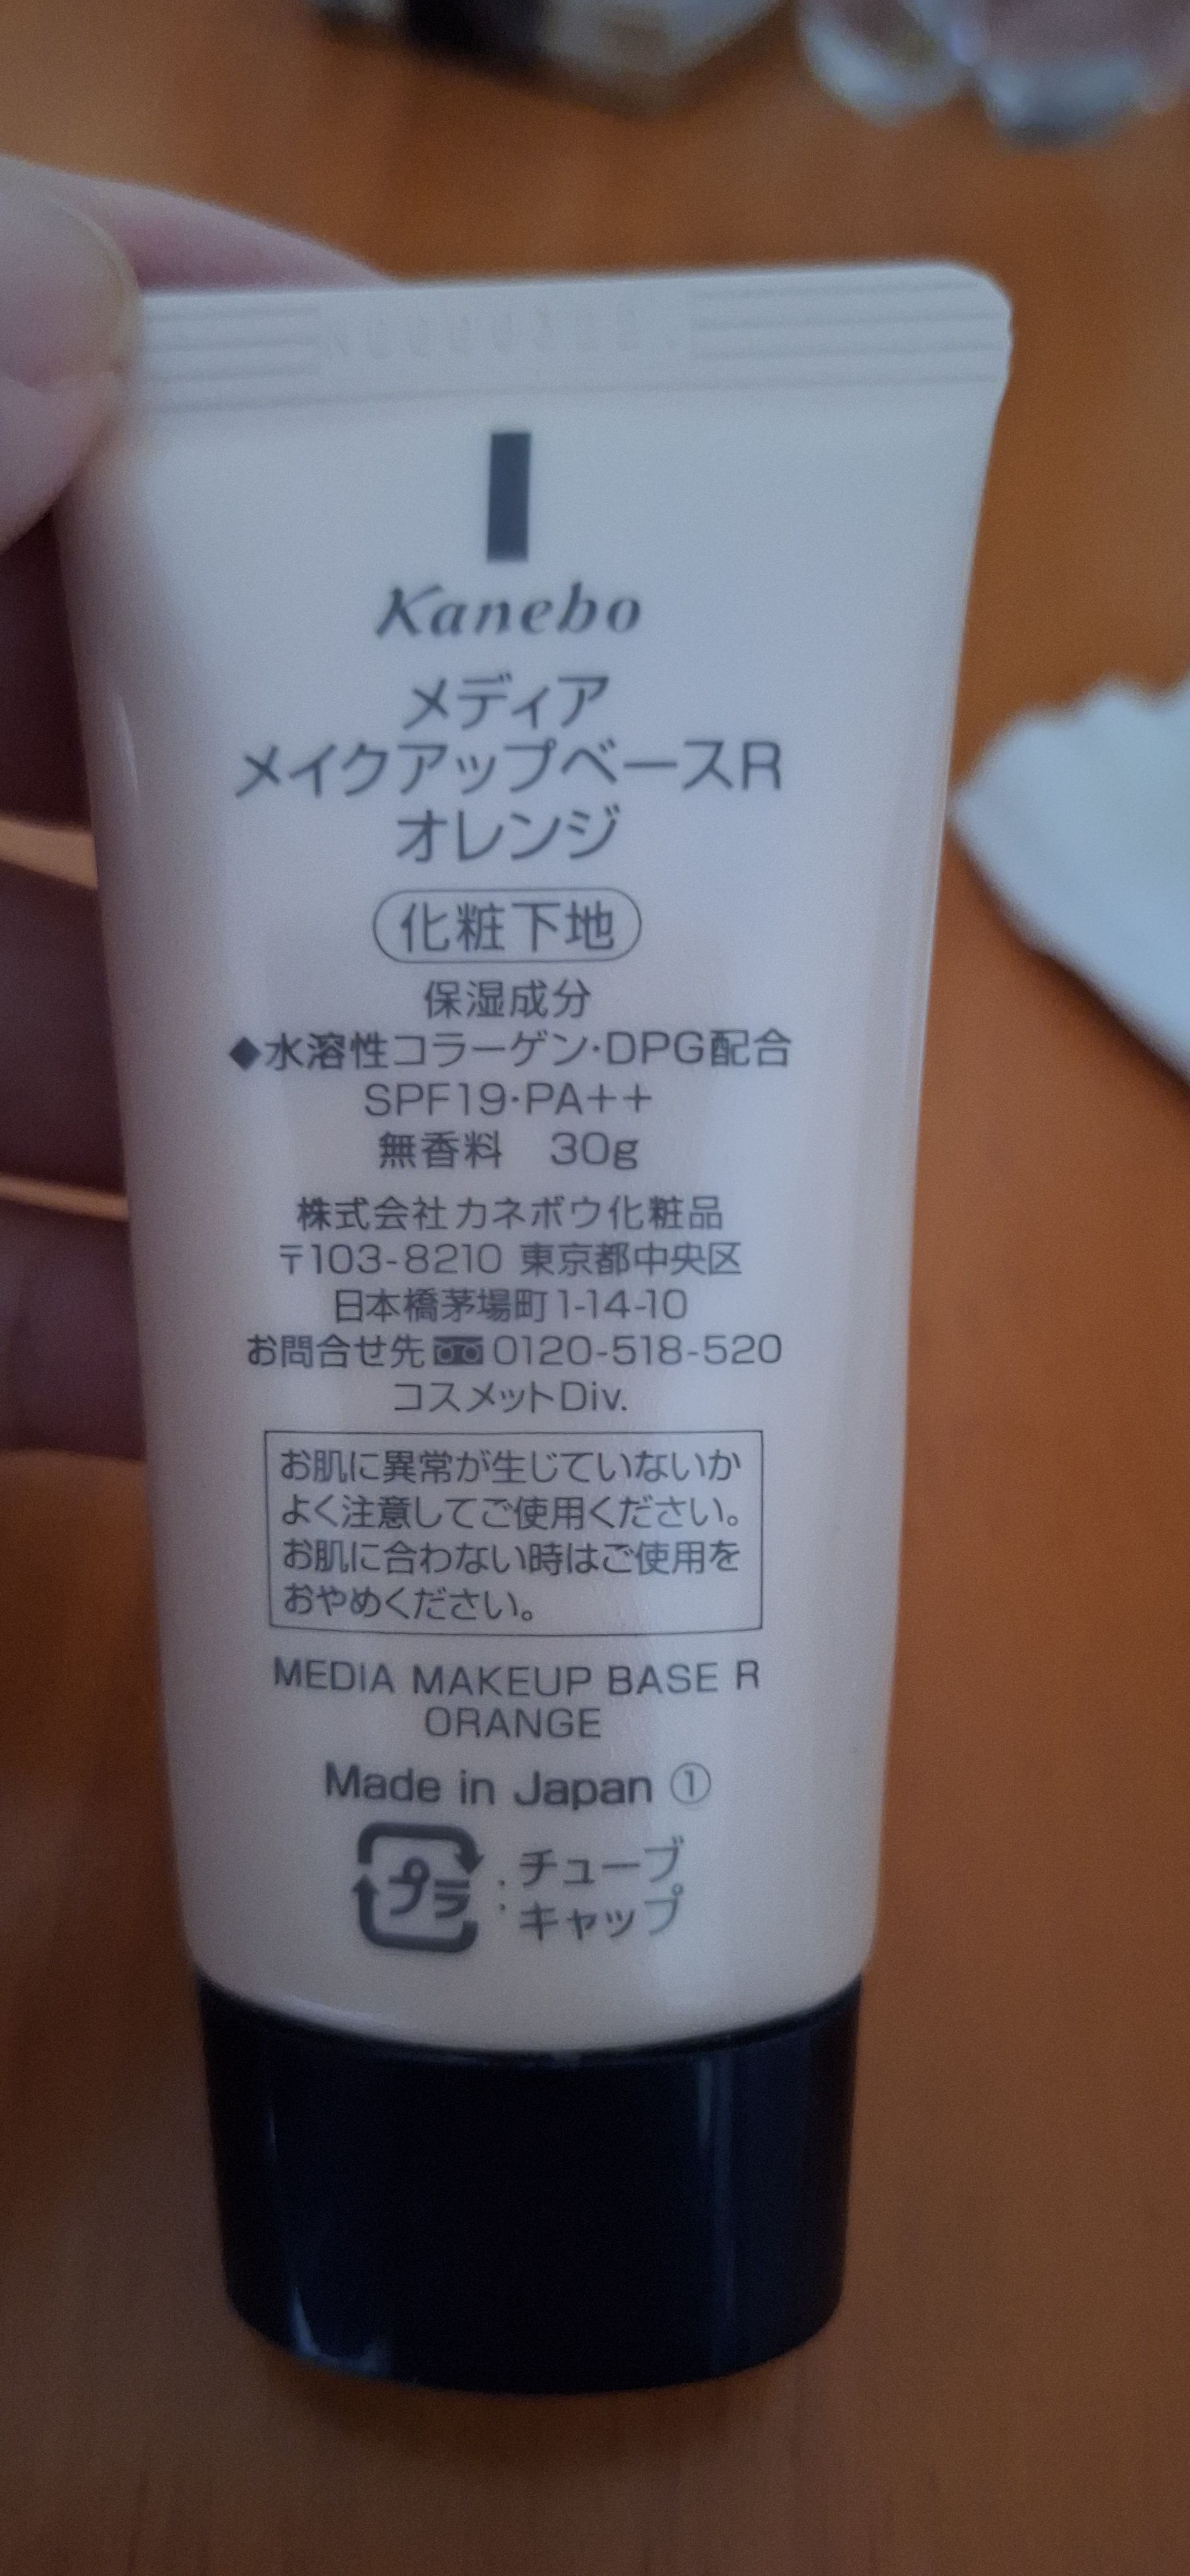 Kanebo
メディア
メイクアップベースR
オレンジ
化粧下地
保湿成分
◆水溶性コラーゲン・DPG配合
SPF19・PA++
無香料　30g
株式会社カネボウ化粧品
〒103-8210 東京都中央区
日本橋茅場町1-14-10
お問合せ先 0120-518-520
コスメットDiv.
お肌に異常が生じていないか
よく注意してご使用ください。
お肌に合わない時はご使用を
おやめください。
MEDIA MAKEUP BASE R
ORANGE
Made in Japan ①
プラ : チューブ
: キャップ